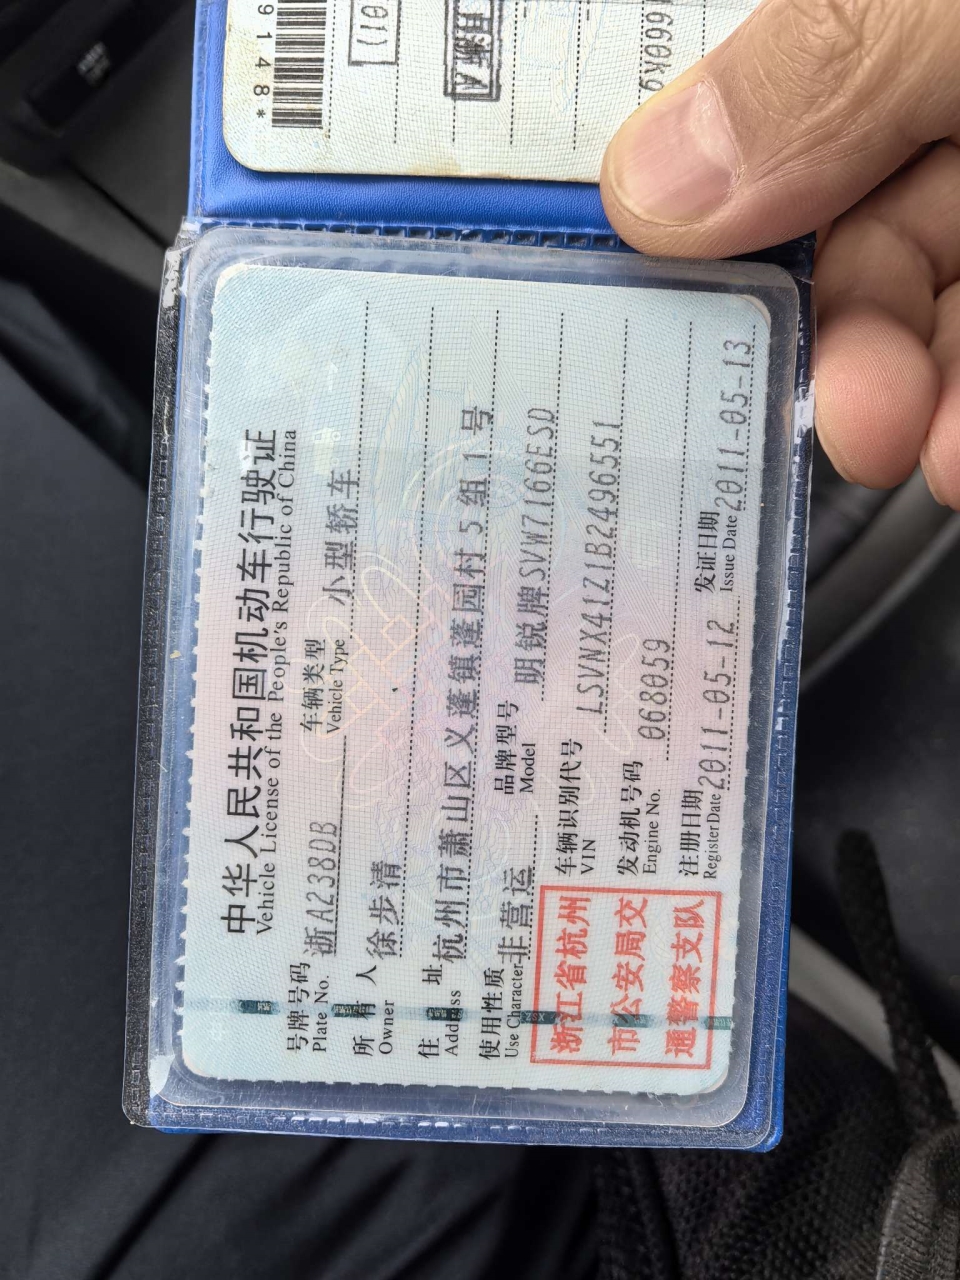 91148*
01)
960kg
中华人民共和国机动车行驶证
Vehicle License of the People's Republic of China
号牌号码 Plate No. 浙A238DB 车辆类型 Vehicle Type 小型轿车
所有人 Owner 徐步清
住址 Address 杭州市萧山区义蓬镇蓬园村5组1号
使用性质 Use Character 非营运 品牌型号 Model 明锐牌SVW7166ESD
浙江省杭州
市公安局交
通警察支队
车辆识别代号 VIN LSVNX41Z1B2496551
发动机号码 Engine No. 068059
注册日期 Register Date 2011-05-12 发证日期 Issue Date 2011-05-13